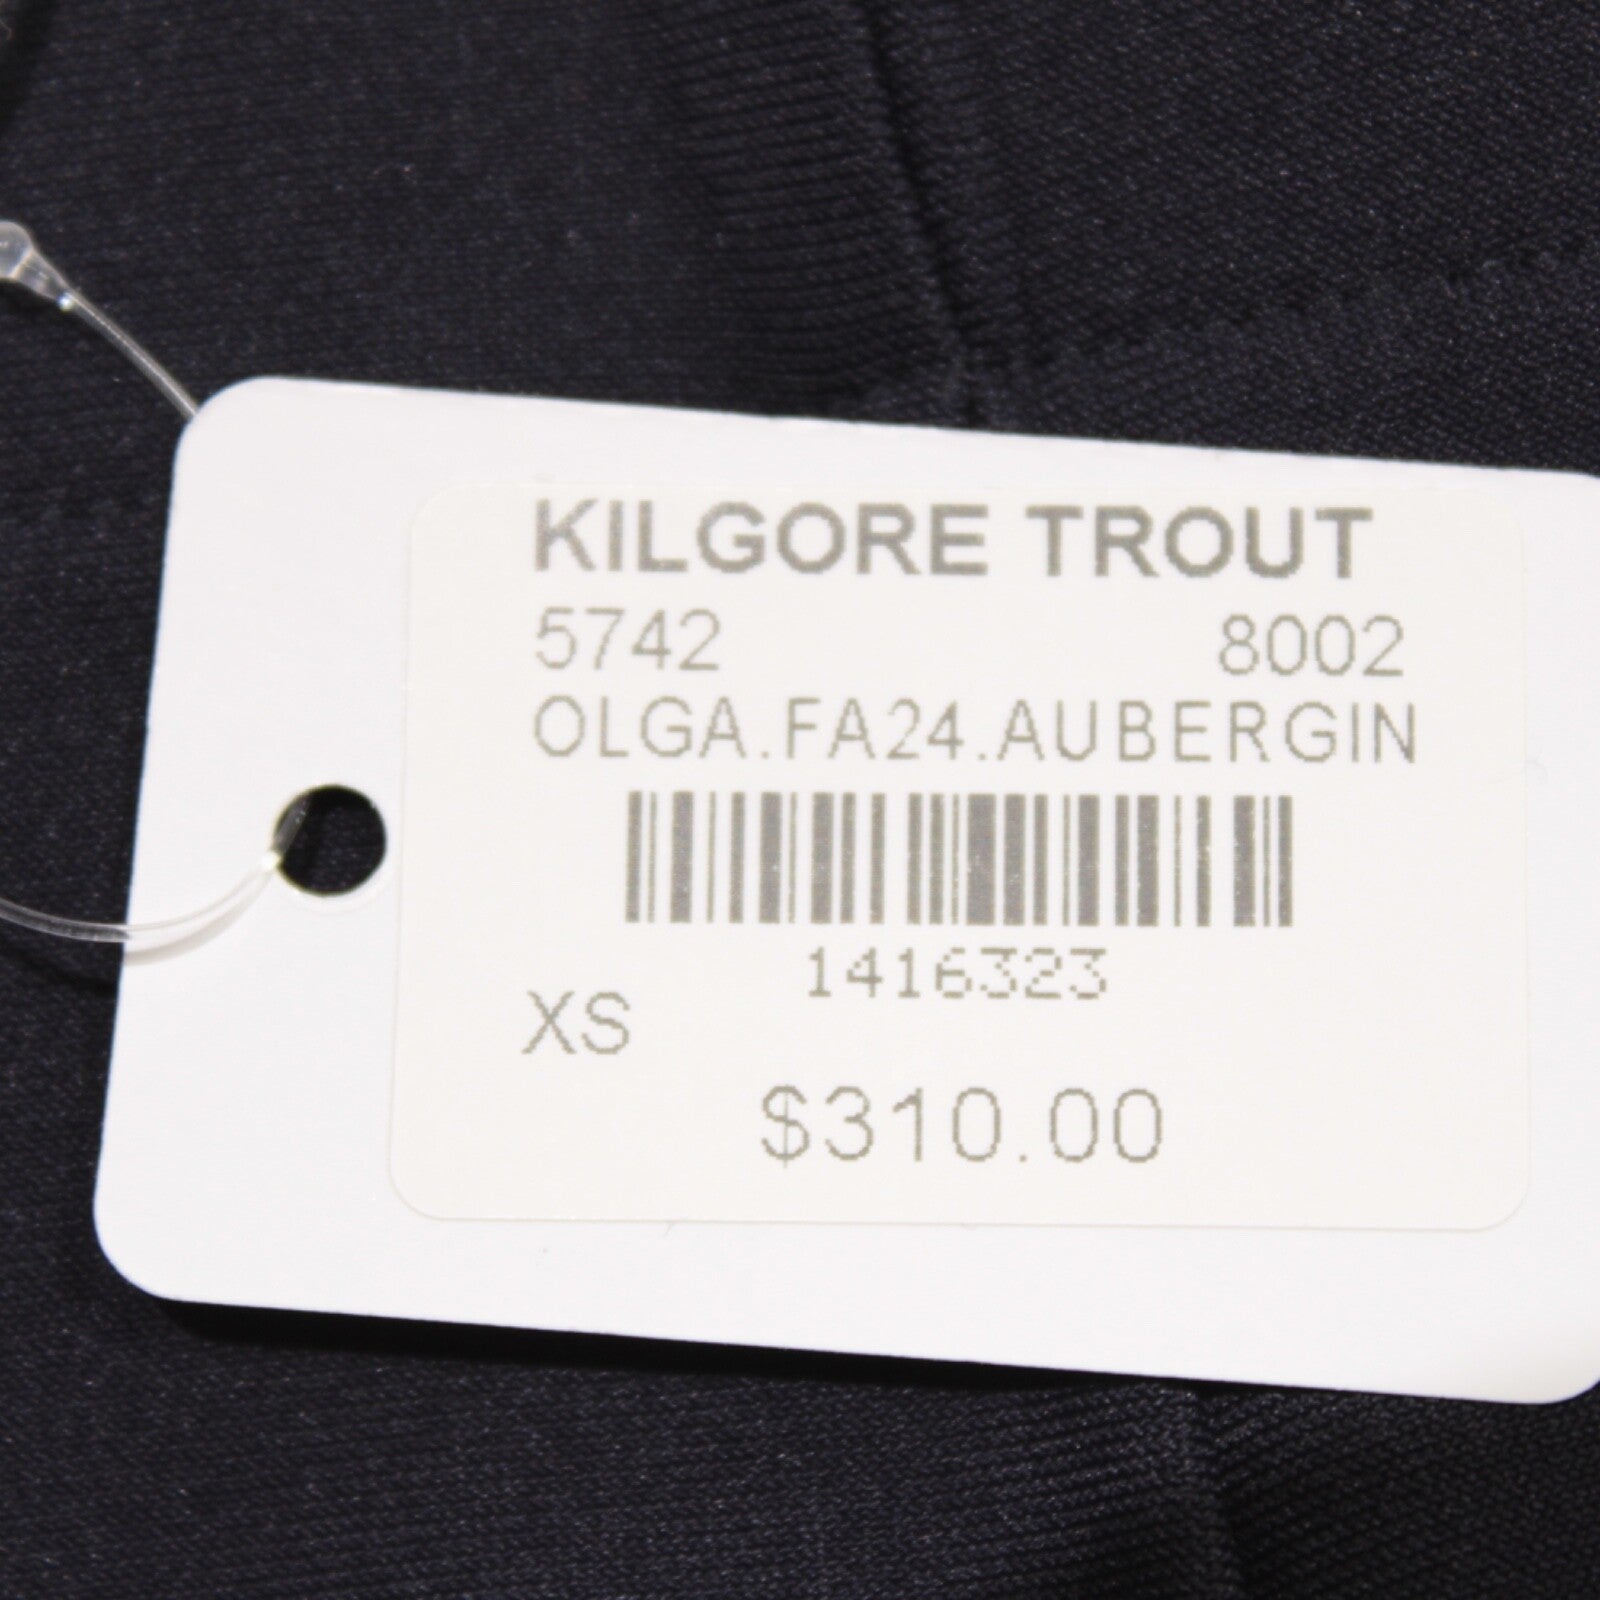 KILGORE TROUT
5742 8002
OLGA.FA24.AUBERGIN
1416323
XS
$310.00